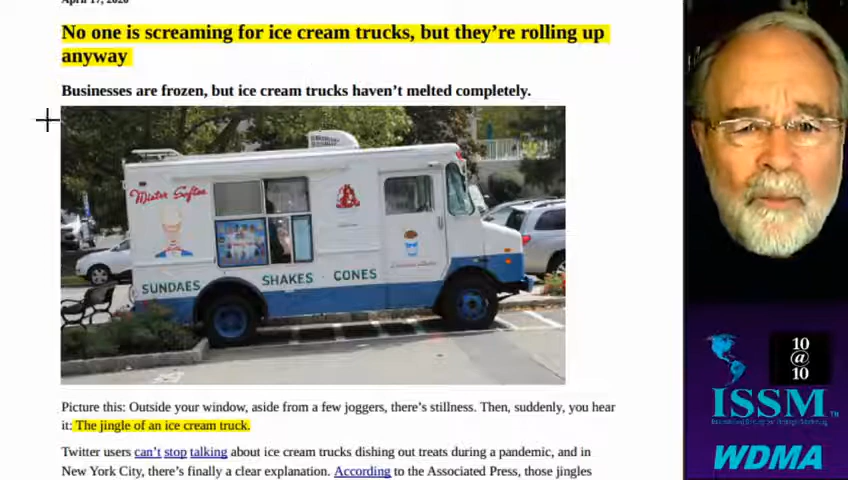 April 17, 2020
No one is screaming for ice cream trucks, but they're rolling up
anyway
Businesses are frozen, but ice cream trucks haven't melted completely.
Mister Softee
SUNDAES SHAKES · CONES
Picture this: Outside your window, aside from a few joggers, there's stillness. Then, suddenly, you hear
it: The jingle of an ice cream truck.
Twitter users can't stop talking about ice cream trucks dishing out treats during a pandemic, and in
New York City, there's finally a clear explanation. According to the Associated Press, those jingles
10
@
10
ISSM TM
WDMA